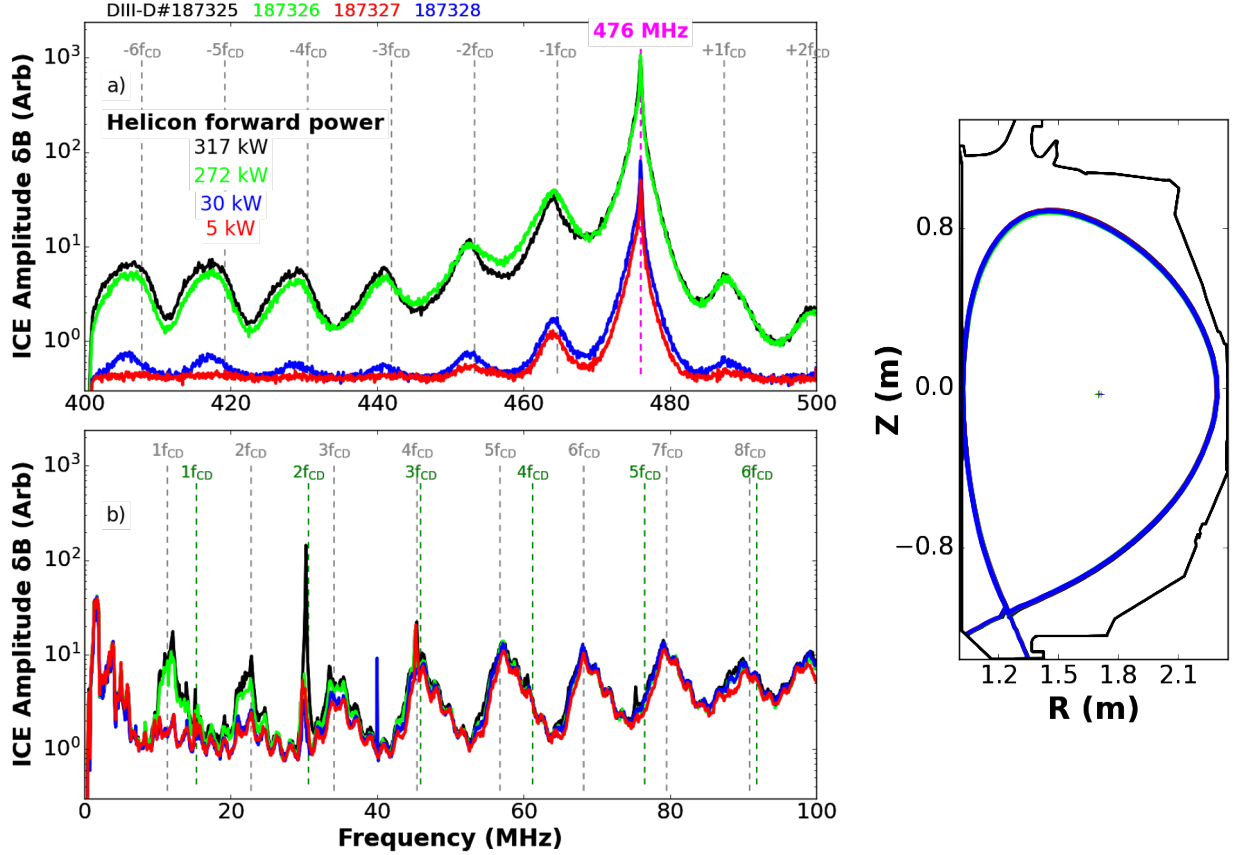 DIII-D#187325 187326 187327 187328
476 MHz
-6fCD -5fCD -4fCD -3fCD -2fCD -1fCD +1fCD +2fCD
a)
Helicon forward power
317 kW
272 kW
30 kW
5 kW
ICE Amplitude δB (Arb)
10³
10²
10¹
10⁰
400 420 440 460 480 500
1fCD 2fCD 3fCD 4fCD 5fCD 6fCD 7fCD 8fCD
1fCD 2fCD 3fCD 4fCD 5fCD 6fCD
b)
ICE Amplitude δB (Arb)
10³
10²
10¹
10⁰
0 20 40 60 80 100
Frequency (MHz)
Z (m)
0.8
0.0
−0.8
1.2 1.5 1.8 2.1
R (m)